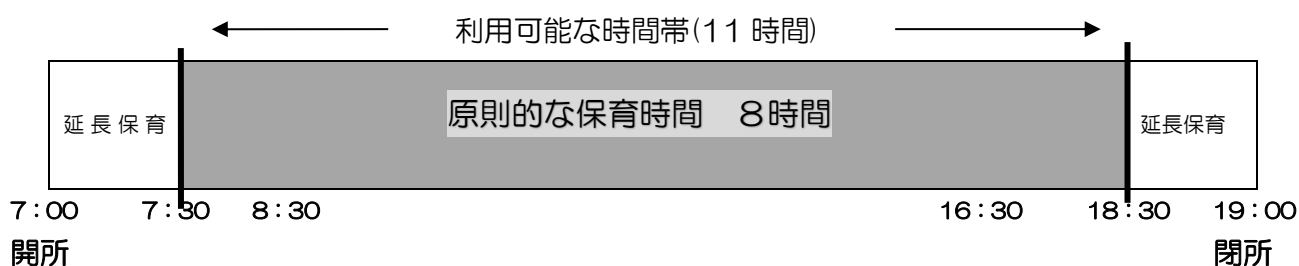 利用可能な時間帯(11時間)
延長保育
原則的な保育時間　8時間
延長保育
7:00　7:30　8:30　16:30　18:30　19:00
開所　閉所